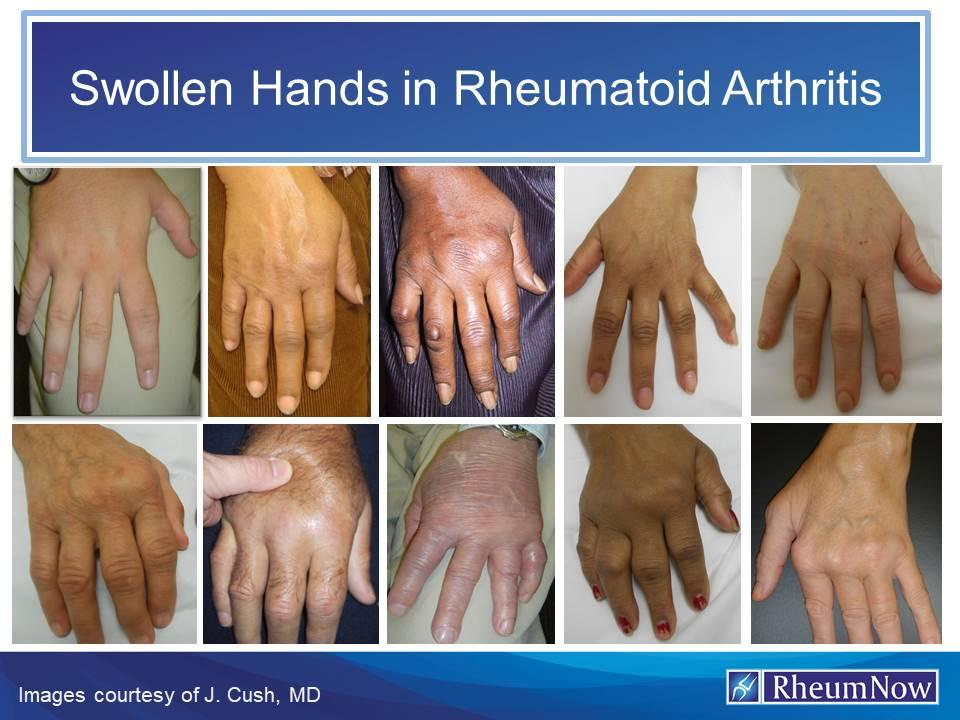 Swollen Hands in Rheumatoid Arthritis
Images courtesy of J. Cush, MD
RheumNow